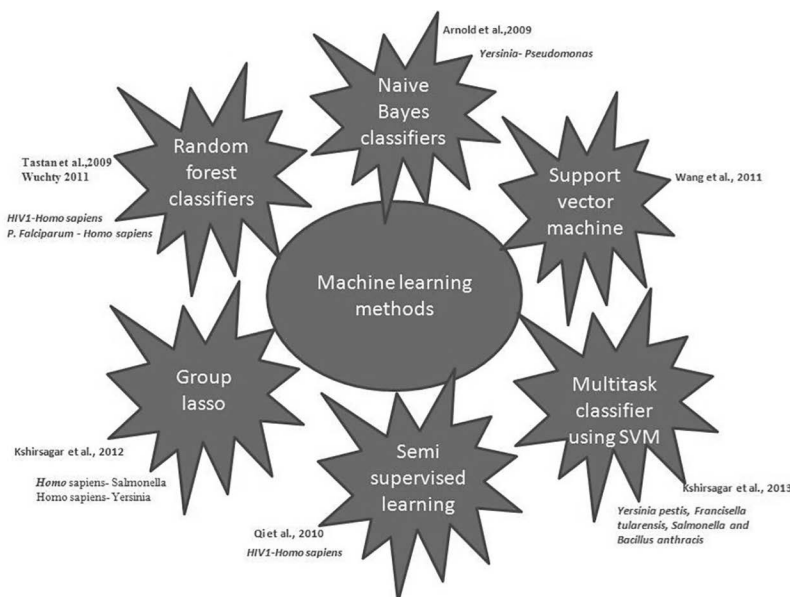 Arnold et al.,2009
Yersinia- Pseudomonas
Naive
Bayes
classifiers
Tastan et al.,2009
Wuchty 2011
Random
forest
classifiers
HIV1-Homo sapiens
P. Falciparum - Homo sapiens
Support
vector
machine
Wang et al., 2011
Machine learning
methods
Group
lasso
Kshirsagar et al., 2012
Homo sapiens- Salmonella
Homo sapiens- Yersinia
Semi
supervised
learning
Qi et al., 2010
HIV1-Homo sapiens
Multitask
classifier
using SVM
Kshirsagar et al., 2013
Yersinia pestis, Francisella
tularensis, Salmonella and
Bacillus anthracis